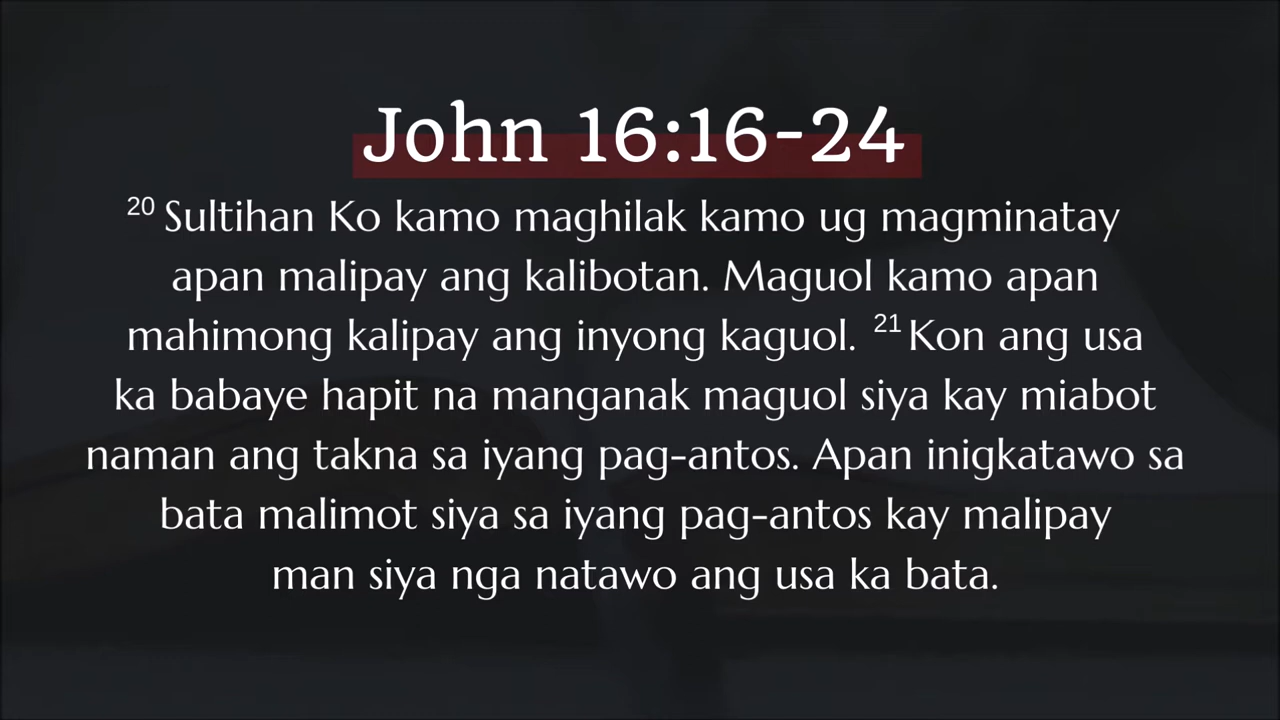 John 16:16-24
20 Sultihan Ko kamo maghilak kamo ug magminatay
apan malipay ang kalibotan. Maguol kamo apan
mahimong kalipay ang inyong kaguol. 21 Kon ang usa
ka babaye hapit na manganak maguol siya kay miabot
naman ang takna sa iyang pag-antos. Apan inigkatawo sa
bata malimot siya sa iyang pag-antos kay malipay
man siya nga natawo ang usa ka bata.